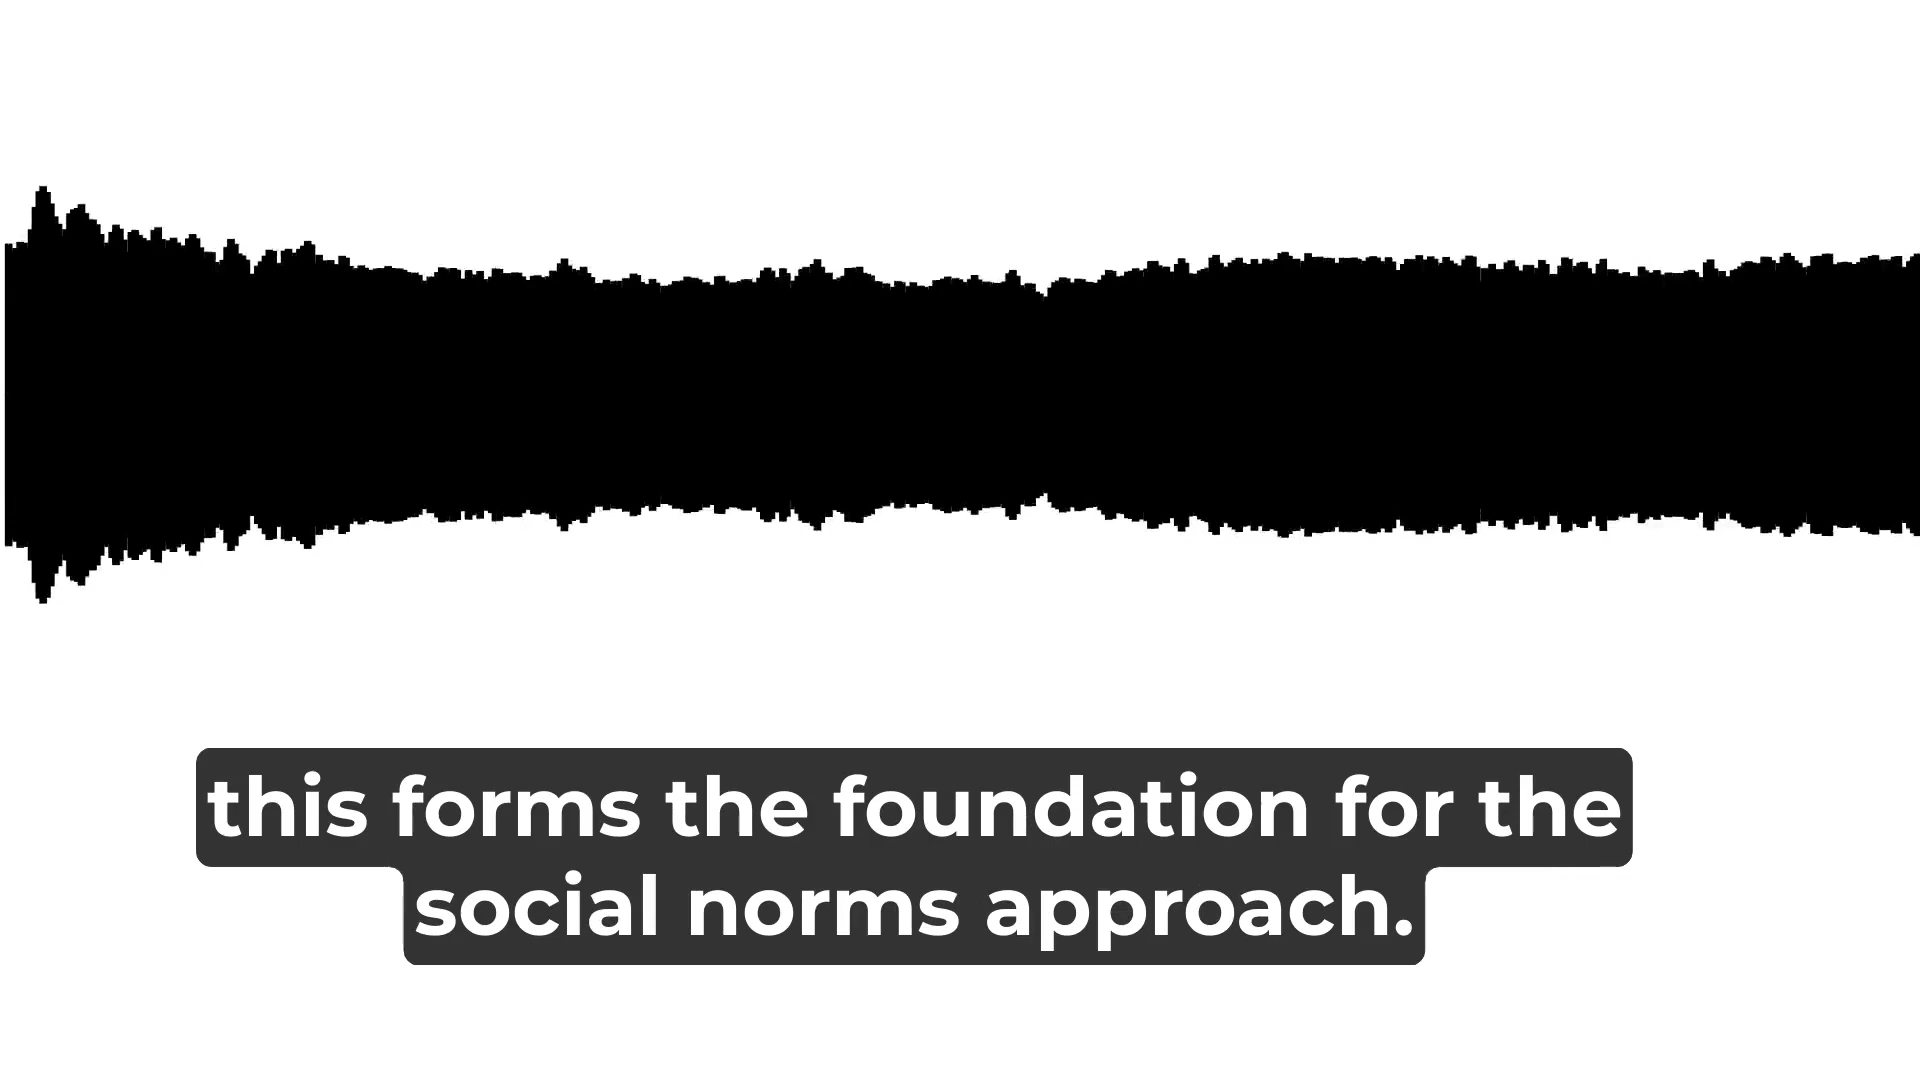 this forms the foundation for the
social norms approach.